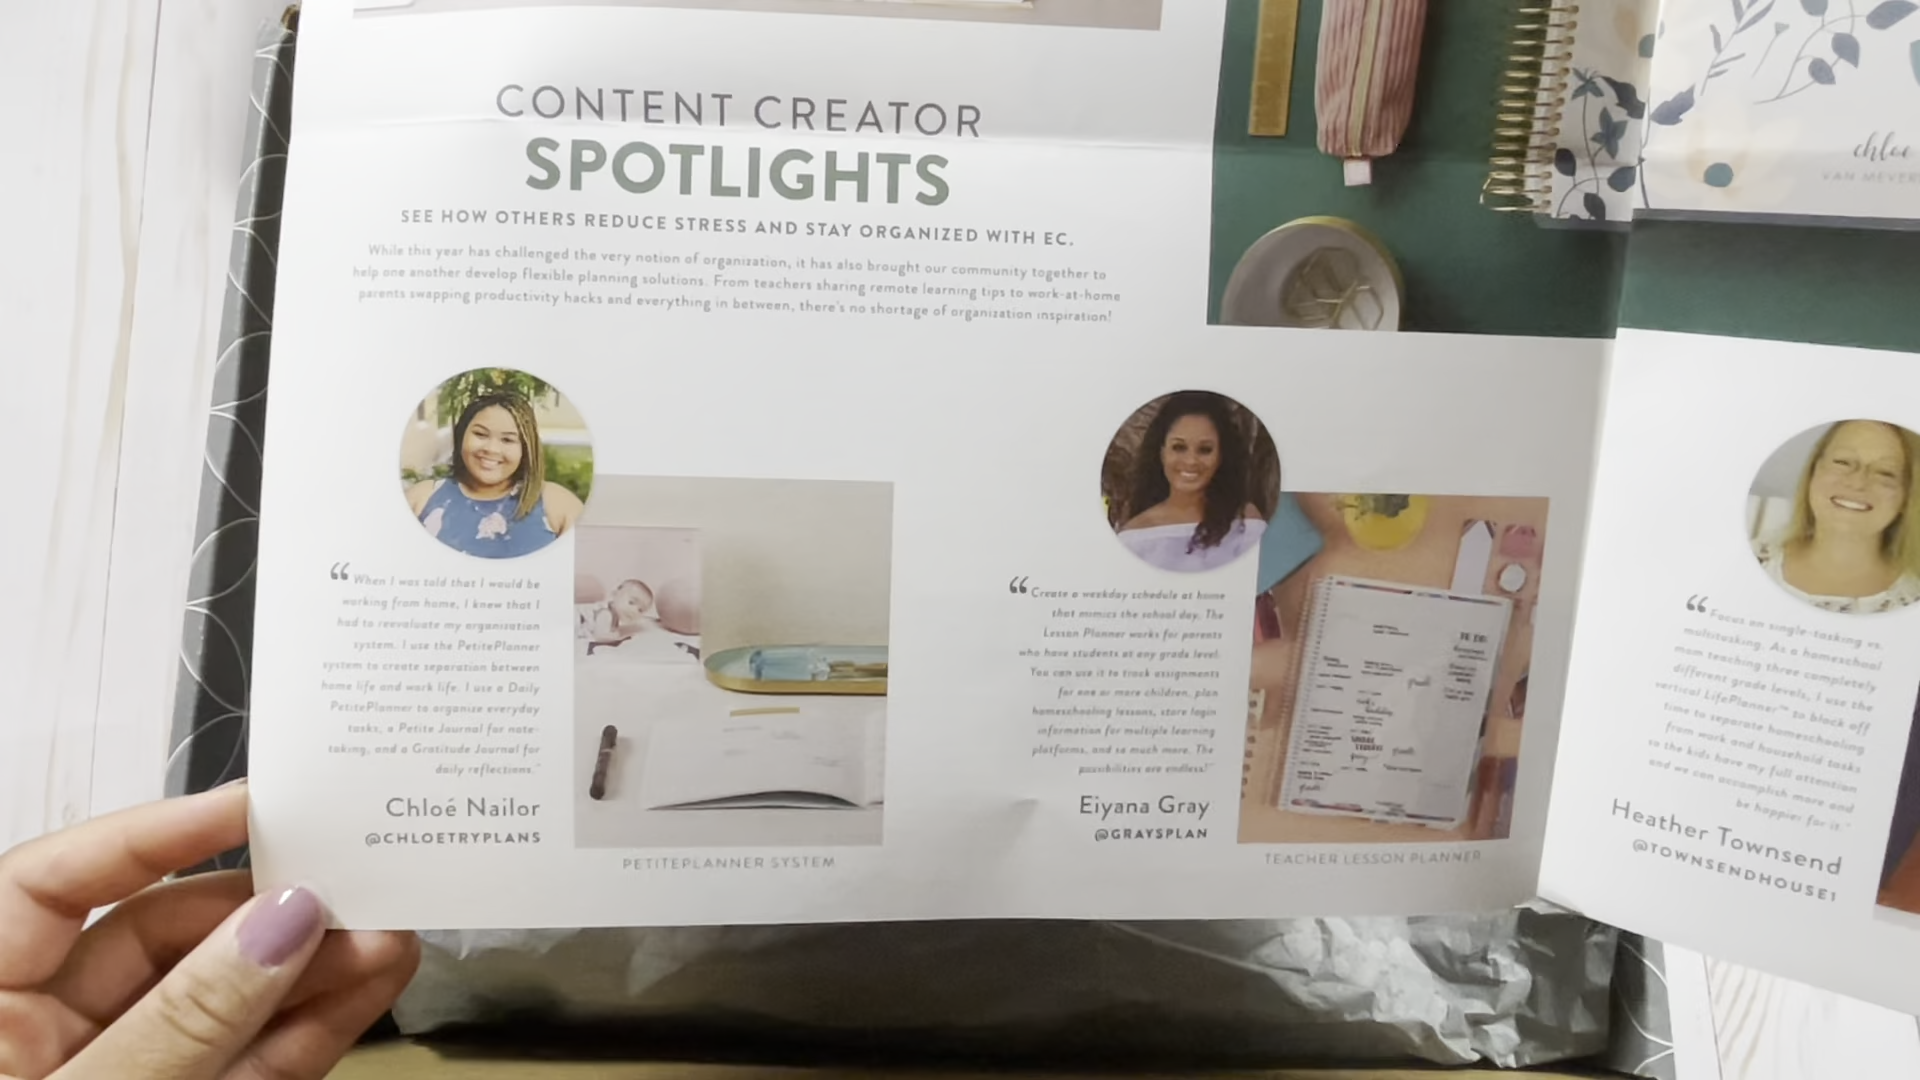 CONTENT CREATOR
SPOTLIGHTS
SEE HOW OTHERS REDUCE STRESS AND STAY ORGANIZED WITH EC.
While this year has challenged the very notion of organization, it has also brought our community together to
help one another develop flexible planning solutions. From teachers sharing remote learning tips to work-at-home
parents swapping productivity hacks and everything in between, there's no shortage of organization inspiration!
“When I was told that I would be
working from home, I knew that I
had to reevaluate my organization
system. I use the PetitePlanner
system to create separation between
home life and work life. I use a Daily
PetitePlanner to organize everyday
tasks, a Petite Journal for note-
taking, and a Gratitude Journal for
daily reflections.”
Chloé Nailor
@CHLOETRYPLANS
PETITEPLANNER SYSTEM
“Create a weekday schedule at home
that mimics the school day. The
Lesson Planner works for parents
who have students at any grade level.
You can use it to track assignments
for one or more children, plan
homeschooling lessons, store login
information for multiple learning
platforms, and so much more. The
possibilities are endless!”
Eiyana Gray
@GRAYSPLAN
TEACHER LESSON PLANNER
TO DO
“Focus on single-tasking vs.
multitasking. As a homeschool
mom teaching three completely
different grade levels, I use the
vertical LifePlanner™ to block off
time to separate homeschooling
from work and household tasks
so the kids have my full attention
and we can accomplish more and
be happier for it.”
Heather Townsend
@TOWNSENDHOUSE1
chloe